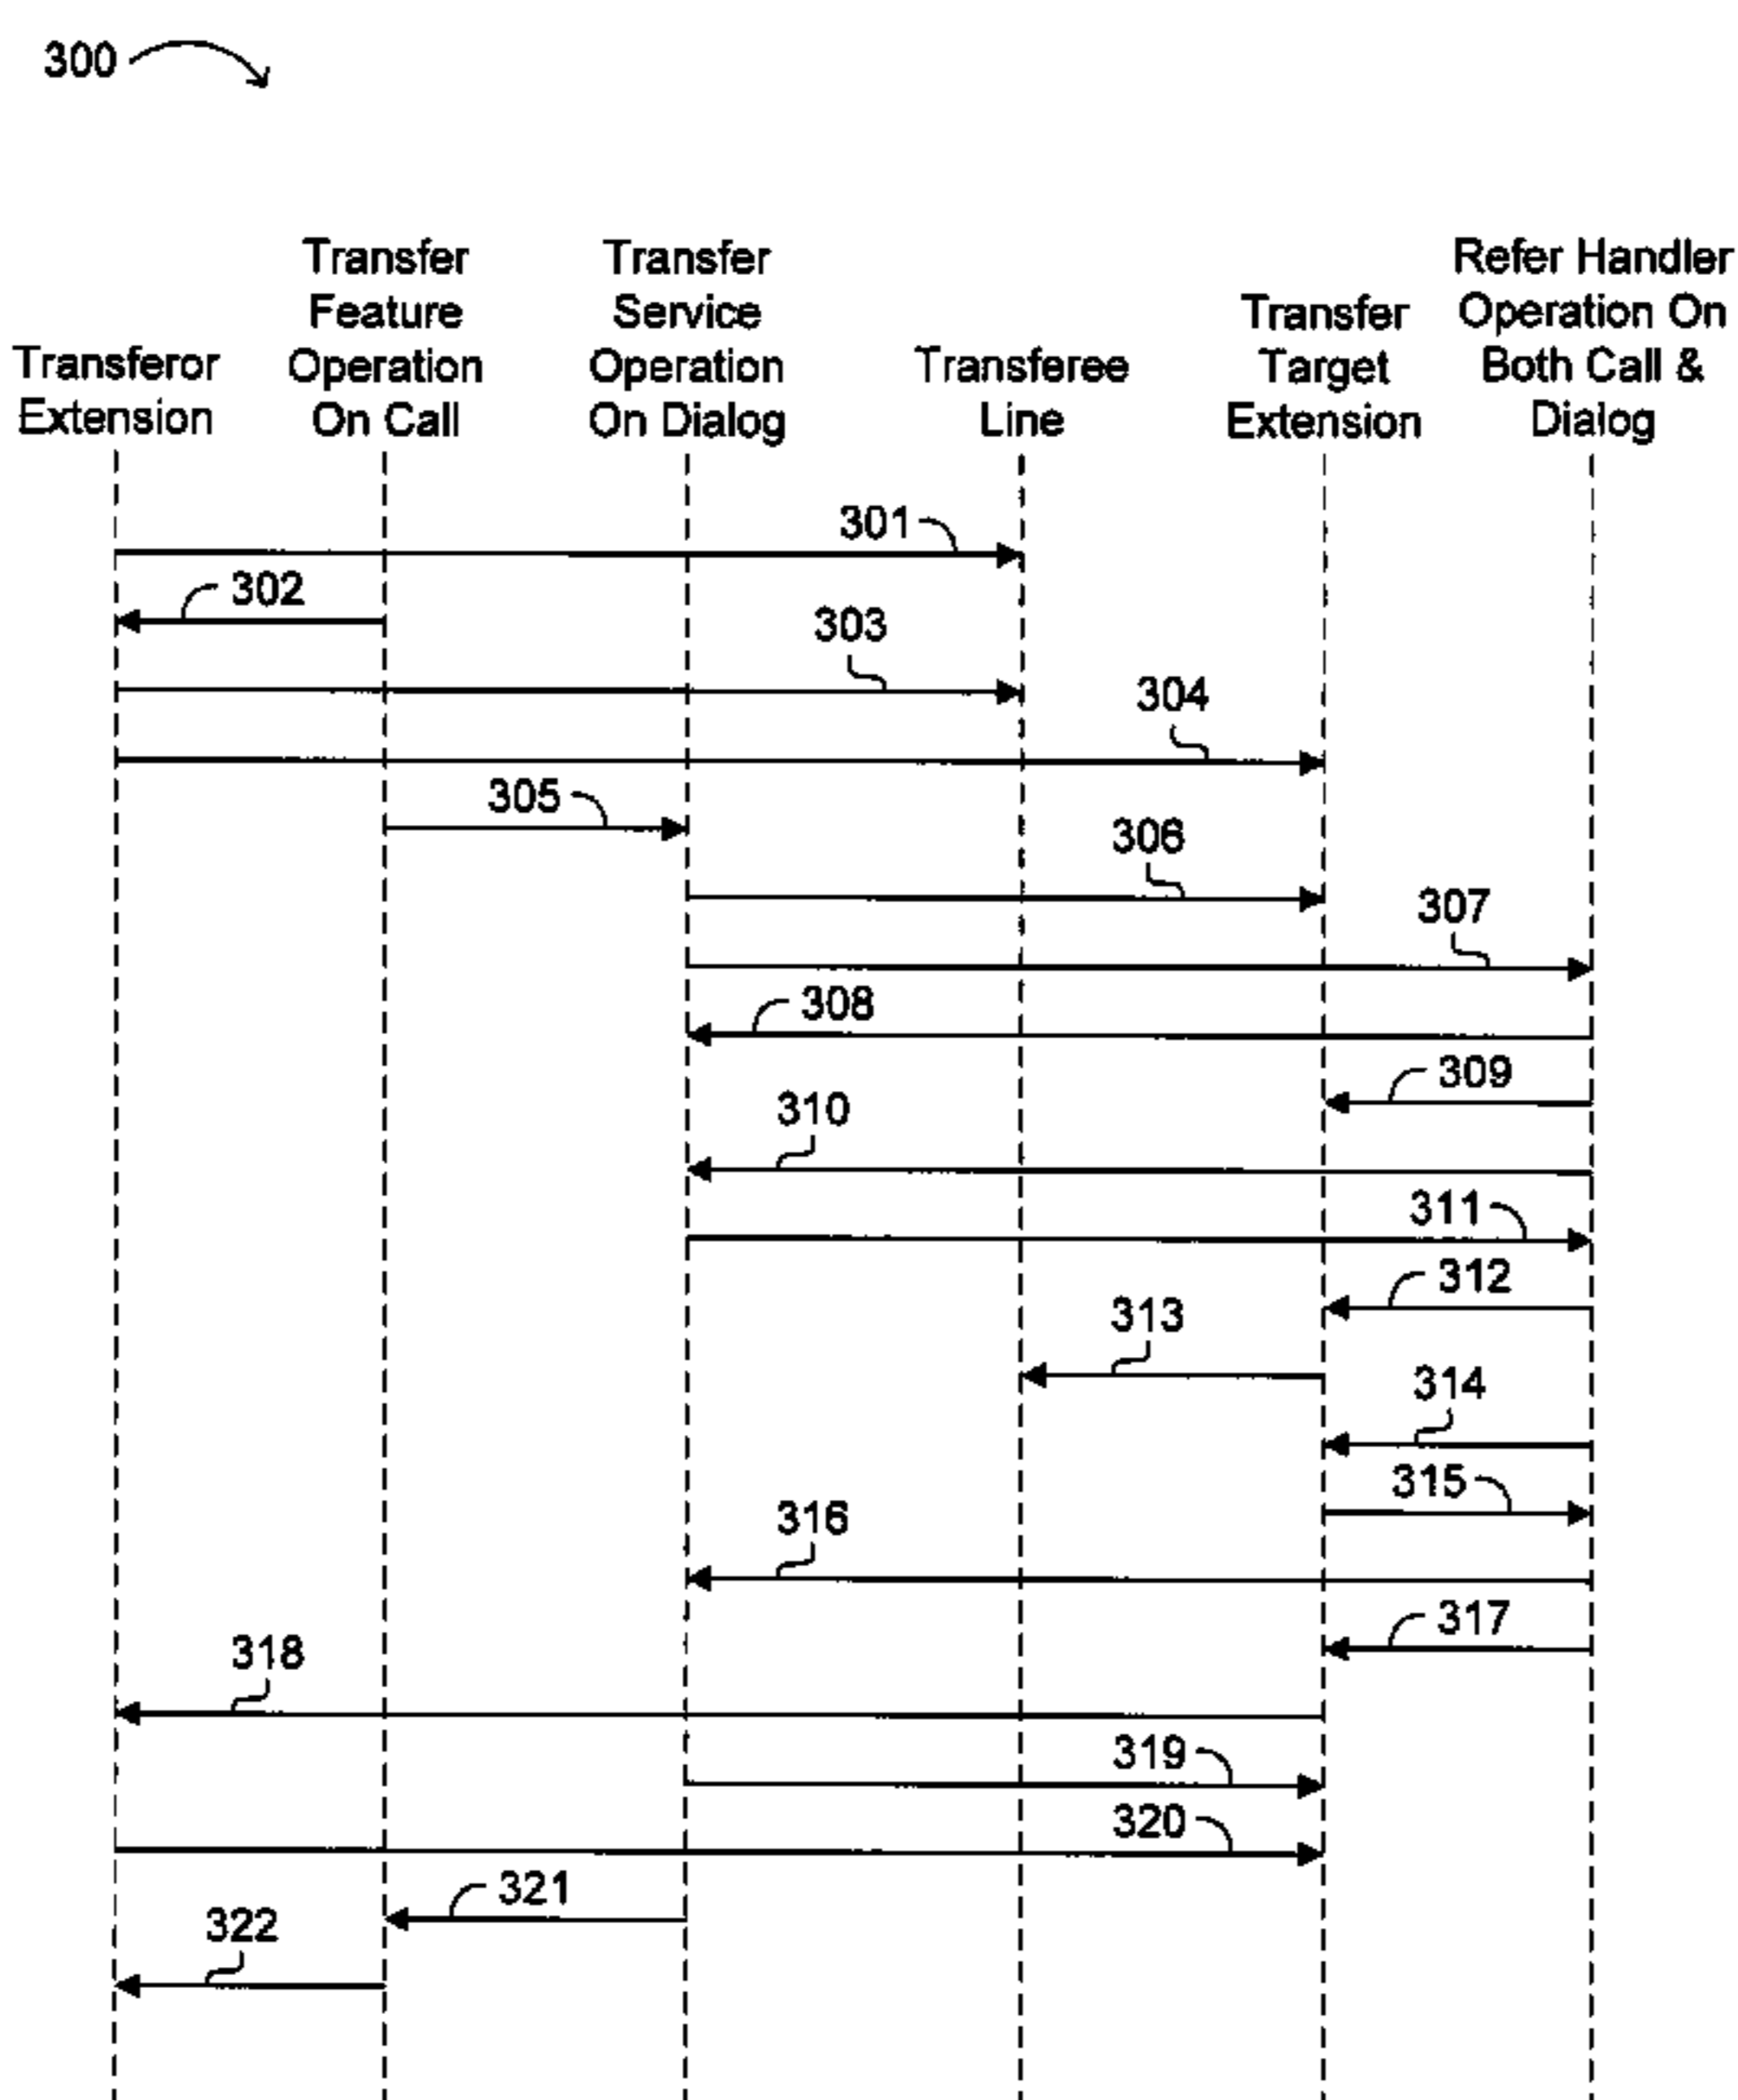 300
Transferor
Extension
Transfer
Feature
Operation
On Call
Transfer
Service
Operation
On Dialog
Transferee
Line
Transfer
Target
Extension
Refer Handler
Operation On
Both Call &
Dialog
301
302
303
304
305
306
307
308
309
310
311
312
313
314
315
316
317
318
319
320
321
322